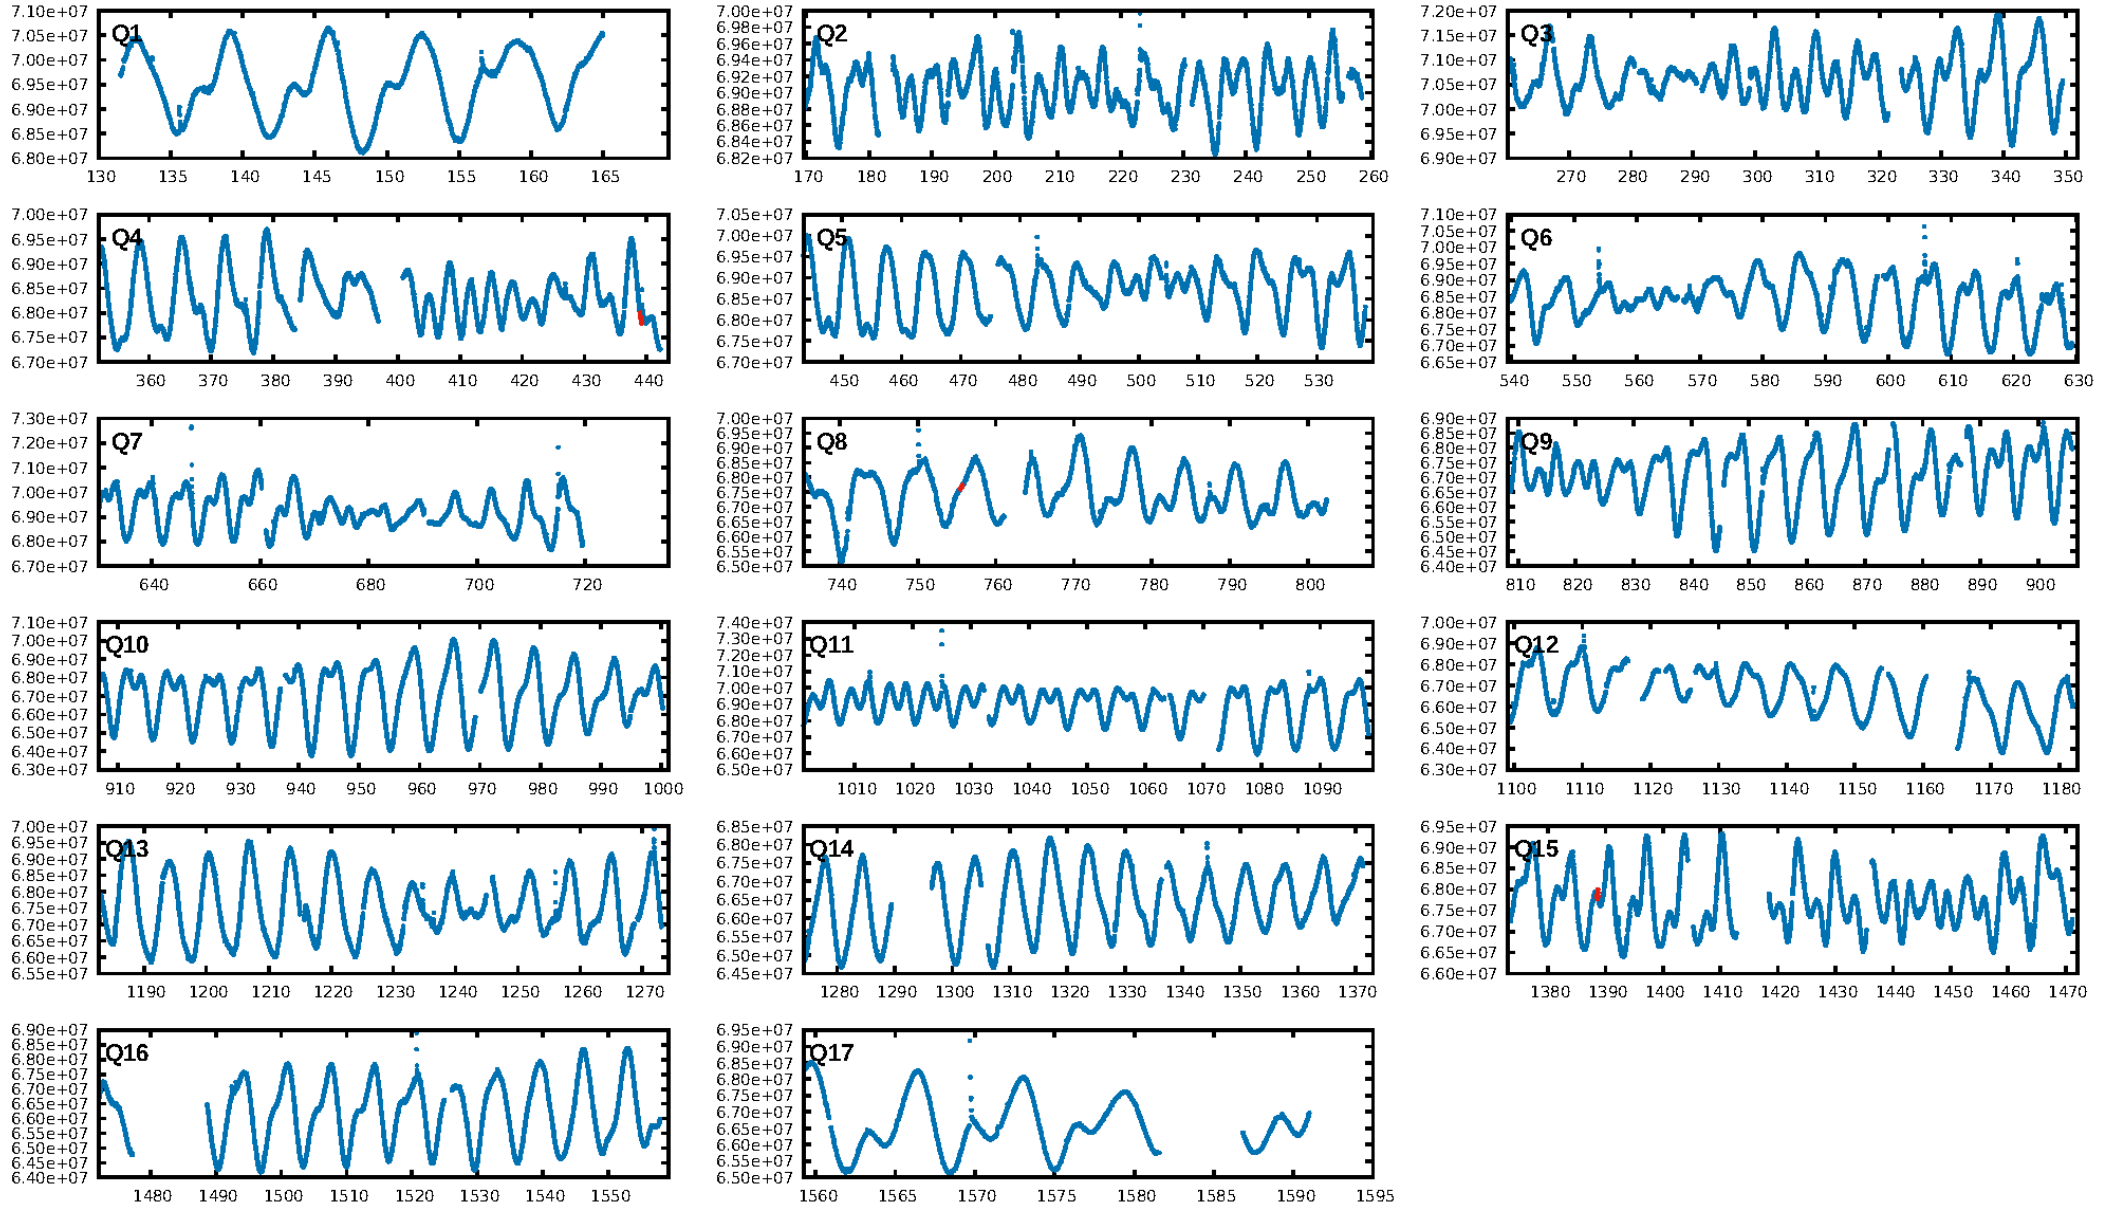 7.10e+07
7.05e+07
7.00e+07
6.95e+07
6.90e+07
6.85e+07
6.80e+07
Q1
130 135 140 145 150 155 160 165
7.00e+07
6.98e+07
6.96e+07
6.94e+07
6.92e+07
6.90e+07
6.88e+07
6.86e+07
6.84e+07
6.82e+07
Q2
170 180 190 200 210 220 230 240 250 260
7.20e+07
7.15e+07
7.10e+07
7.05e+07
7.00e+07
6.95e+07
6.90e+07
Q3
270 280 290 300 310 320 330 340 350
7.00e+07
6.95e+07
6.90e+07
6.85e+07
6.80e+07
6.75e+07
6.70e+07
Q4
360 370 380 390 400 410 420 430 440
7.05e+07
7.00e+07
6.95e+07
6.90e+07
6.85e+07
6.80e+07
6.75e+07
6.70e+07
Q5
450 460 470 480 490 500 510 520 530
7.10e+07
7.05e+07
7.00e+07
6.95e+07
6.90e+07
6.85e+07
6.80e+07
6.75e+07
6.70e+07
6.65e+07
Q6
540 550 560 570 580 590 600 610 620 630
7.30e+07
7.20e+07
7.10e+07
7.00e+07
6.90e+07
6.80e+07
6.70e+07
Q7
640 660 680 700 720
7.00e+07
6.95e+07
6.90e+07
6.85e+07
6.80e+07
6.75e+07
6.70e+07
6.65e+07
6.60e+07
6.55e+07
6.50e+07
Q8
740 750 760 770 780 790 800
6.90e+07
6.85e+07
6.80e+07
6.75e+07
6.70e+07
6.65e+07
6.60e+07
6.55e+07
6.50e+07
6.45e+07
6.40e+07
Q9
810 820 830 840 850 860 870 880 890 900
7.10e+07
7.00e+07
6.90e+07
6.80e+07
6.70e+07
6.60e+07
6.50e+07
6.40e+07
6.30e+07
Q10
910 920 930 940 950 960 970 980 990 1000
7.40e+07
7.30e+07
7.20e+07
7.10e+07
7.00e+07
6.90e+07
6.80e+07
6.70e+07
6.60e+07
6.50e+07
Q11
1010 1020 1030 1040 1050 1060 1070 1080 1090
7.00e+07
6.90e+07
6.80e+07
6.70e+07
6.60e+07
6.50e+07
6.40e+07
6.30e+07
Q12
1100 1110 1120 1130 1140 1150 1160 1170 1180
7.00e+07
6.95e+07
6.90e+07
6.85e+07
6.80e+07
6.75e+07
6.70e+07
6.65e+07
6.60e+07
6.55e+07
Q13
1190 1200 1210 1220 1230 1240 1250 1260 1270
6.85e+07
6.80e+07
6.75e+07
6.70e+07
6.65e+07
6.60e+07
6.55e+07
6.50e+07
6.45e+07
Q14
1280 1290 1300 1310 1320 1330 1340 1350 1360 1370
6.95e+07
6.90e+07
6.85e+07
6.80e+07
6.75e+07
6.70e+07
6.65e+07
6.60e+07
Q15
1380 1390 1400 1410 1420 1430 1440 1450 1460 1470
6.90e+07
6.85e+07
6.80e+07
6.75e+07
6.70e+07
6.65e+07
6.60e+07
6.55e+07
6.50e+07
6.45e+07
6.40e+07
Q16
1480 1490 1500 1510 1520 1530 1540 1550
6.95e+07
6.90e+07
6.85e+07
6.80e+07
6.75e+07
6.70e+07
6.65e+07
6.60e+07
6.55e+07
6.50e+07
Q17
1560 1565 1570 1575 1580 1585 1590 1595